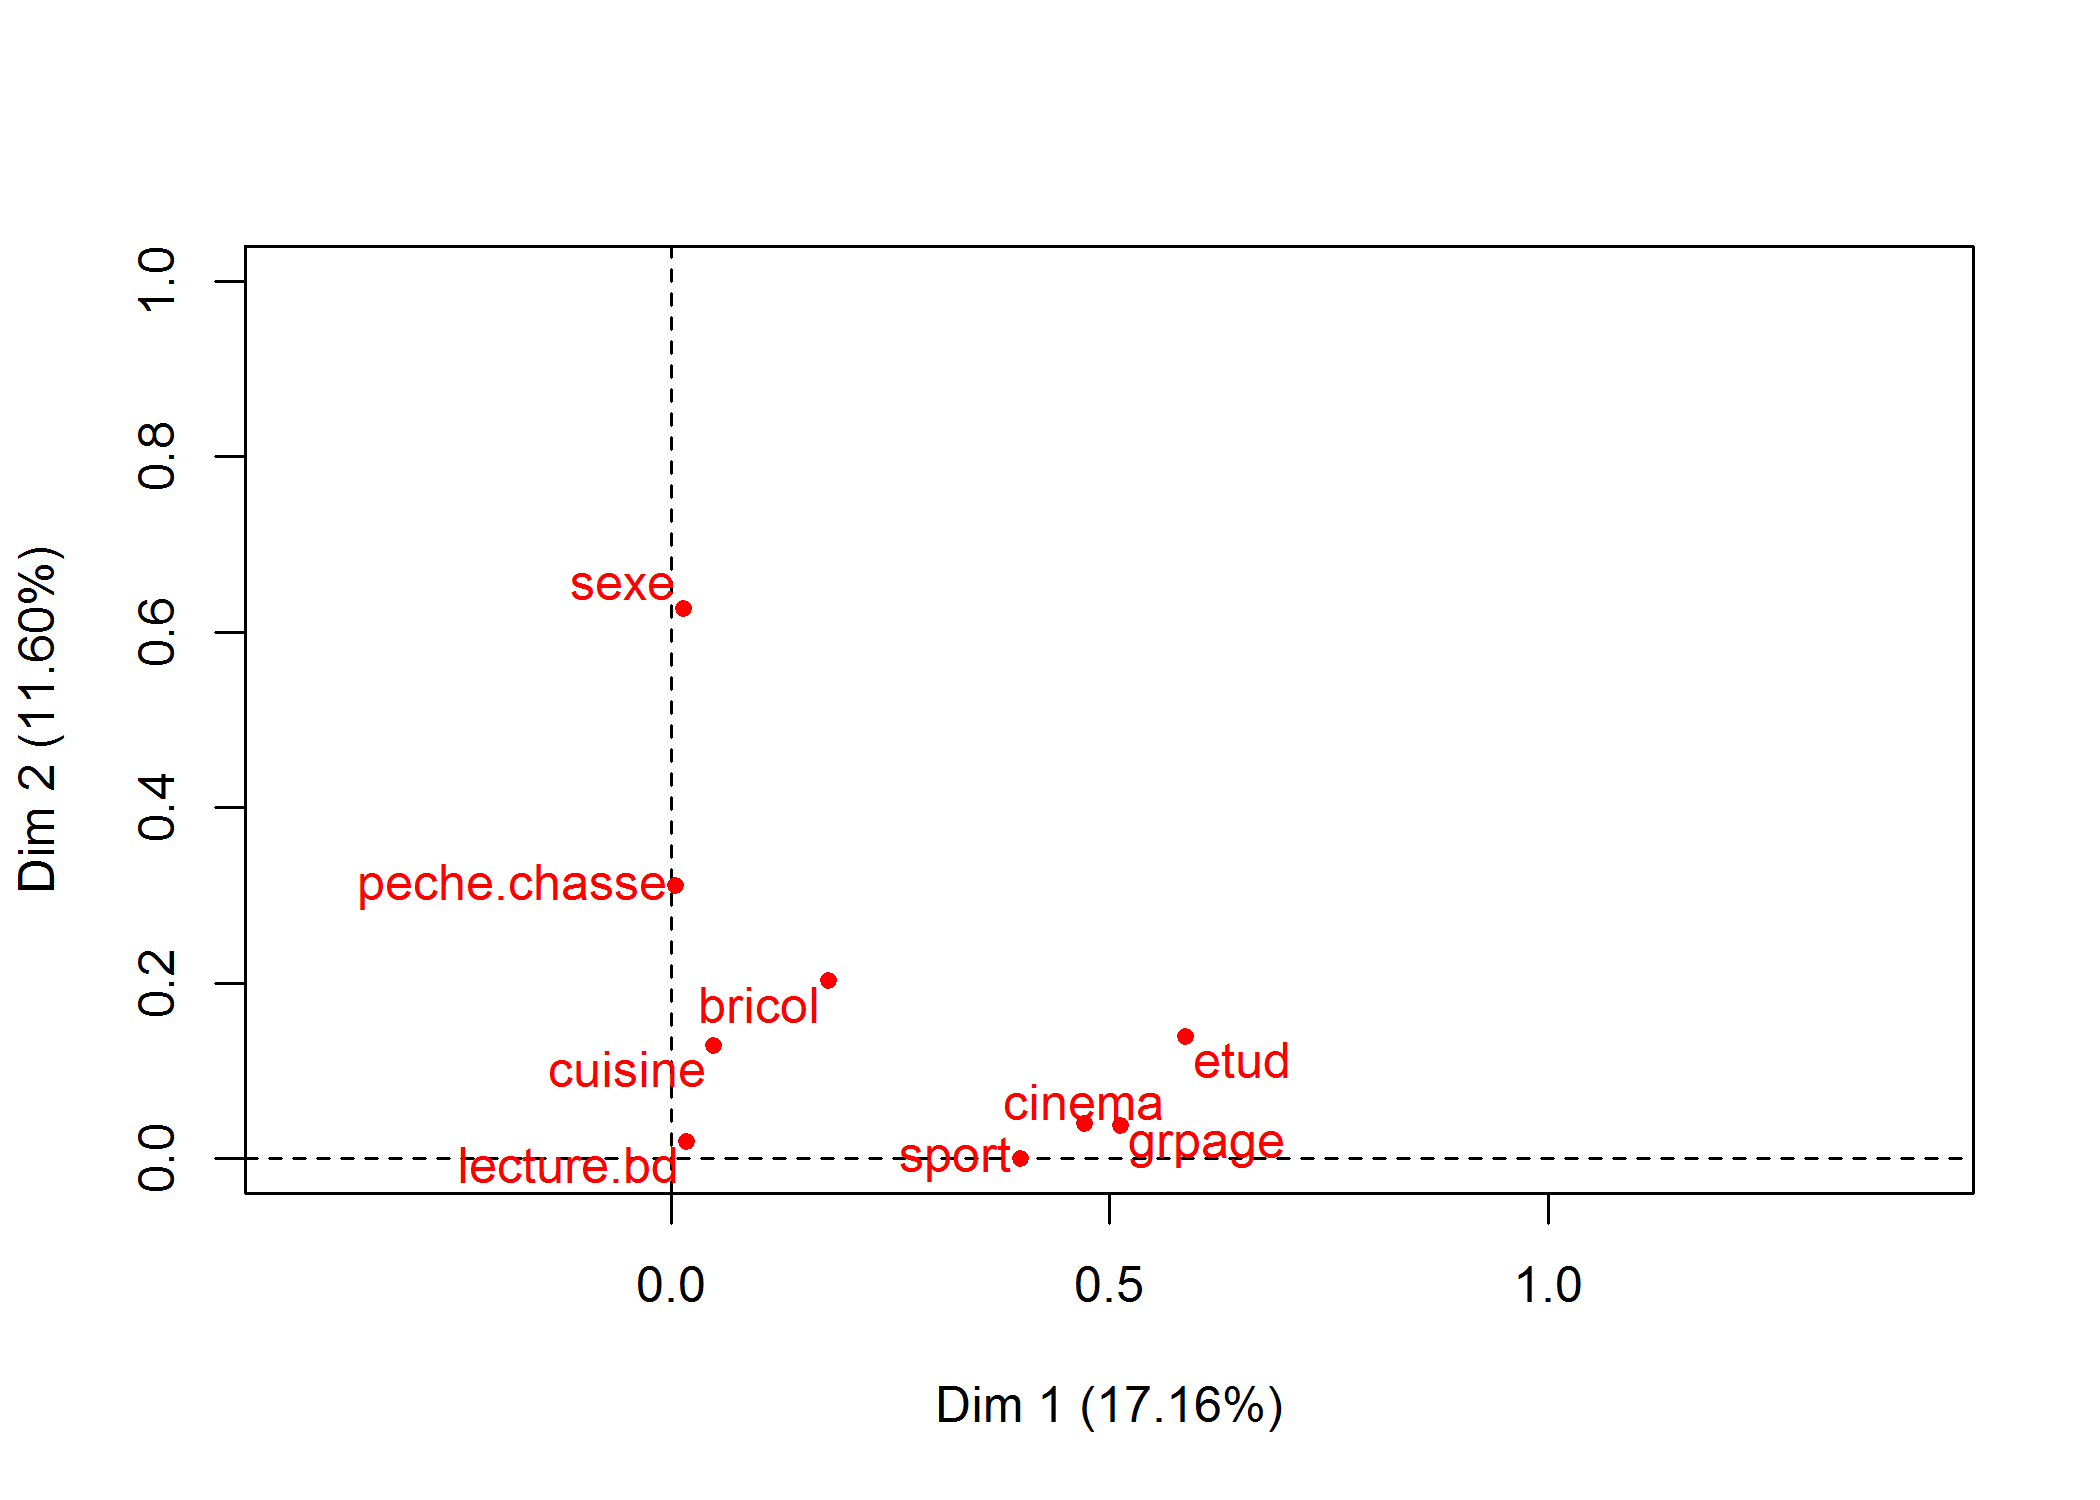 1.0
0.8
0.6
0.4
0.2
0.0
Dim 2 (11.60%)
sexe
peche.chasse
bricol
cuisine
etud
cinema
grpage
sport
lecture.bd
0.0 0.5 1.0
Dim 1 (17.16%)